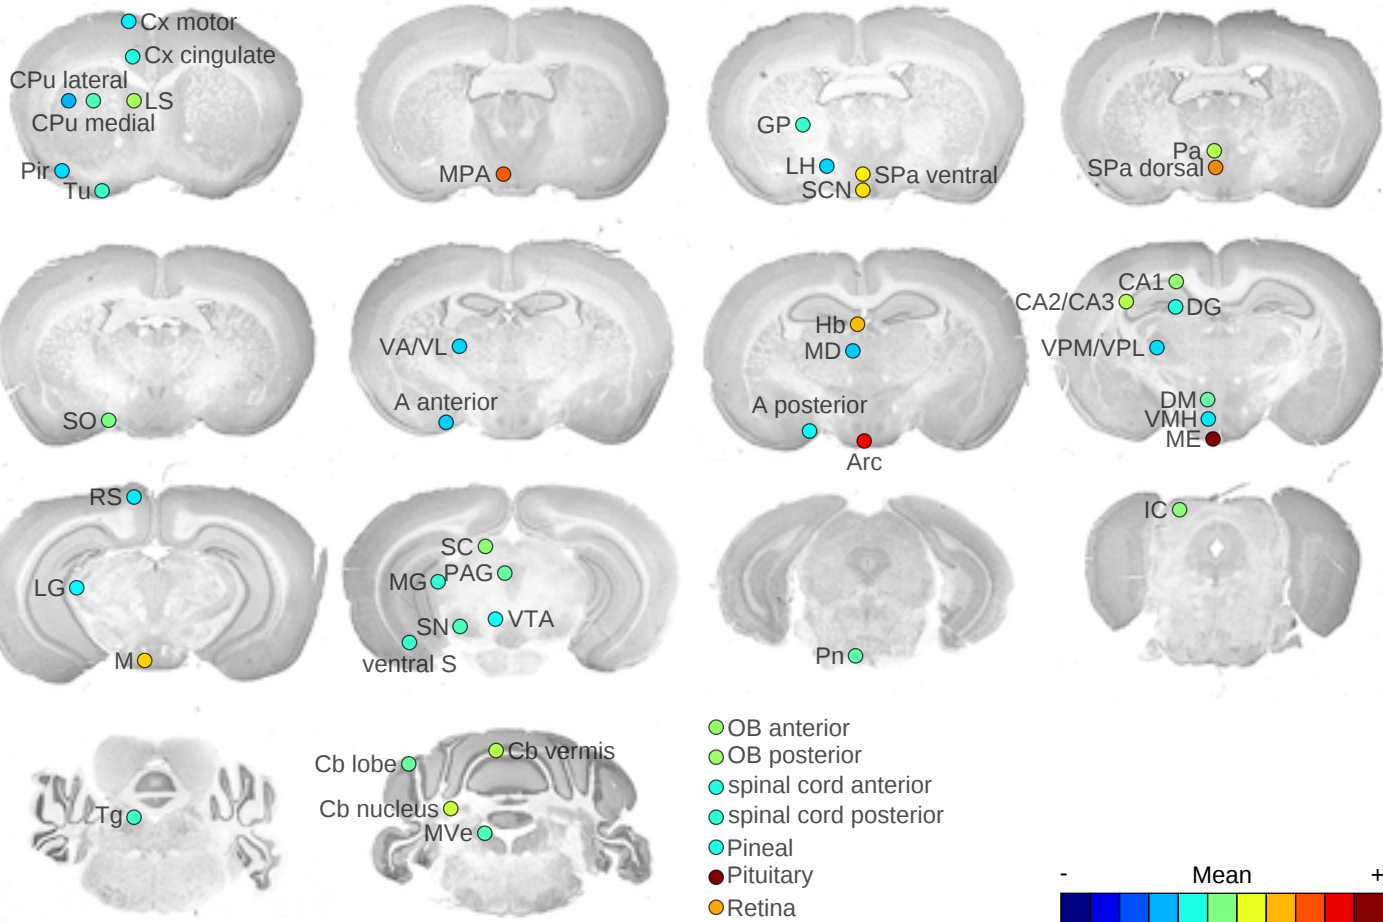 Cx motor
Cx cingulate
CPu lateral
LS
CPu medial
Pir
Tu
MPA
GP
LH
SPa ventral
SCN
Pa
SPa dorsal
SO
VA/VL
A anterior
Hb
MD
A posterior
Arc
CA1
CA2/CA3
DG
VPM/VPL
DM
VMH
ME
RS
LG
M
SC
PAG
MG
VTA
SN
ventral S
Pn
IC
Tg
Cb vermis
Cb lobe
Cb nucleus
MVe
OB anterior
OB posterior
spinal cord anterior
spinal cord posterior
Pineal
Pituitary
Retina
- Mean +